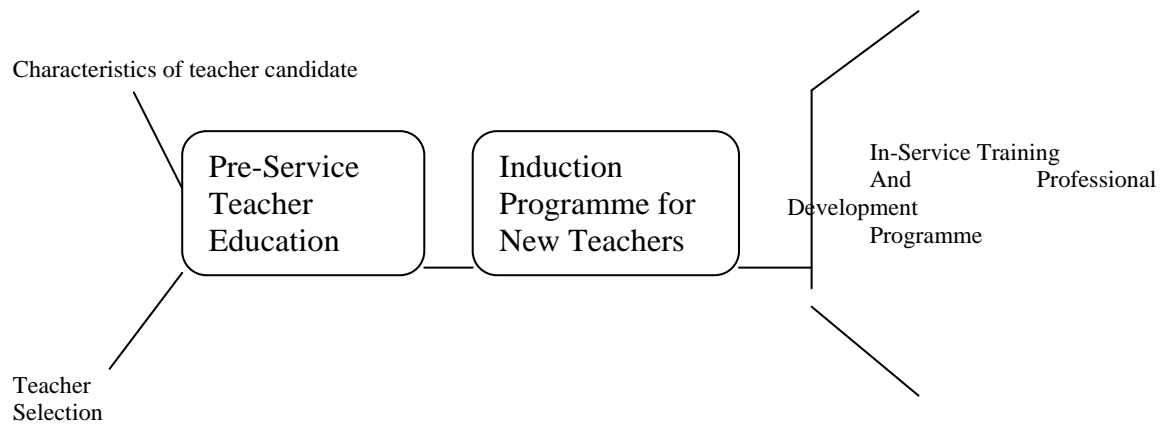 Characteristics of teacher candidate
Pre-Service
Teacher
Education
Induction
Programme for
New Teachers
In-Service Training
And Professional
Development
Programme
Teacher
Selection